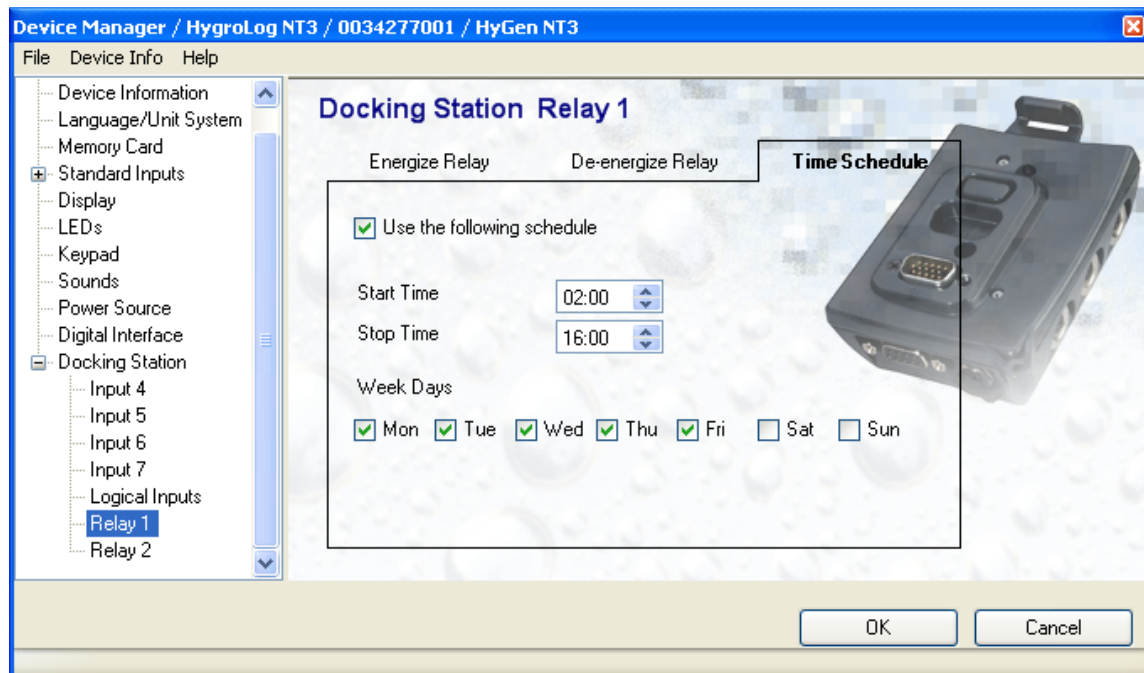 Device Manager / HygroLog NT3 / 0034277001 / HyGen NT3
File Device Info Help
Device Information
Language/Unit System
Memory Card
Standard Inputs
Display
LEDs
Keypad
Sounds
Power Source
Digital Interface
Docking Station
Input 4
Input 5
Input 6
Input 7
Logical Inputs
Relay 1
Relay 2
Docking Station Relay 1
Energize Relay De-energize Relay Time Schedule
Use the following schedule
Start Time 02:00
Stop Time 16:00
Week Days
Mon Tue Wed Thu Fri Sat Sun
OK Cancel